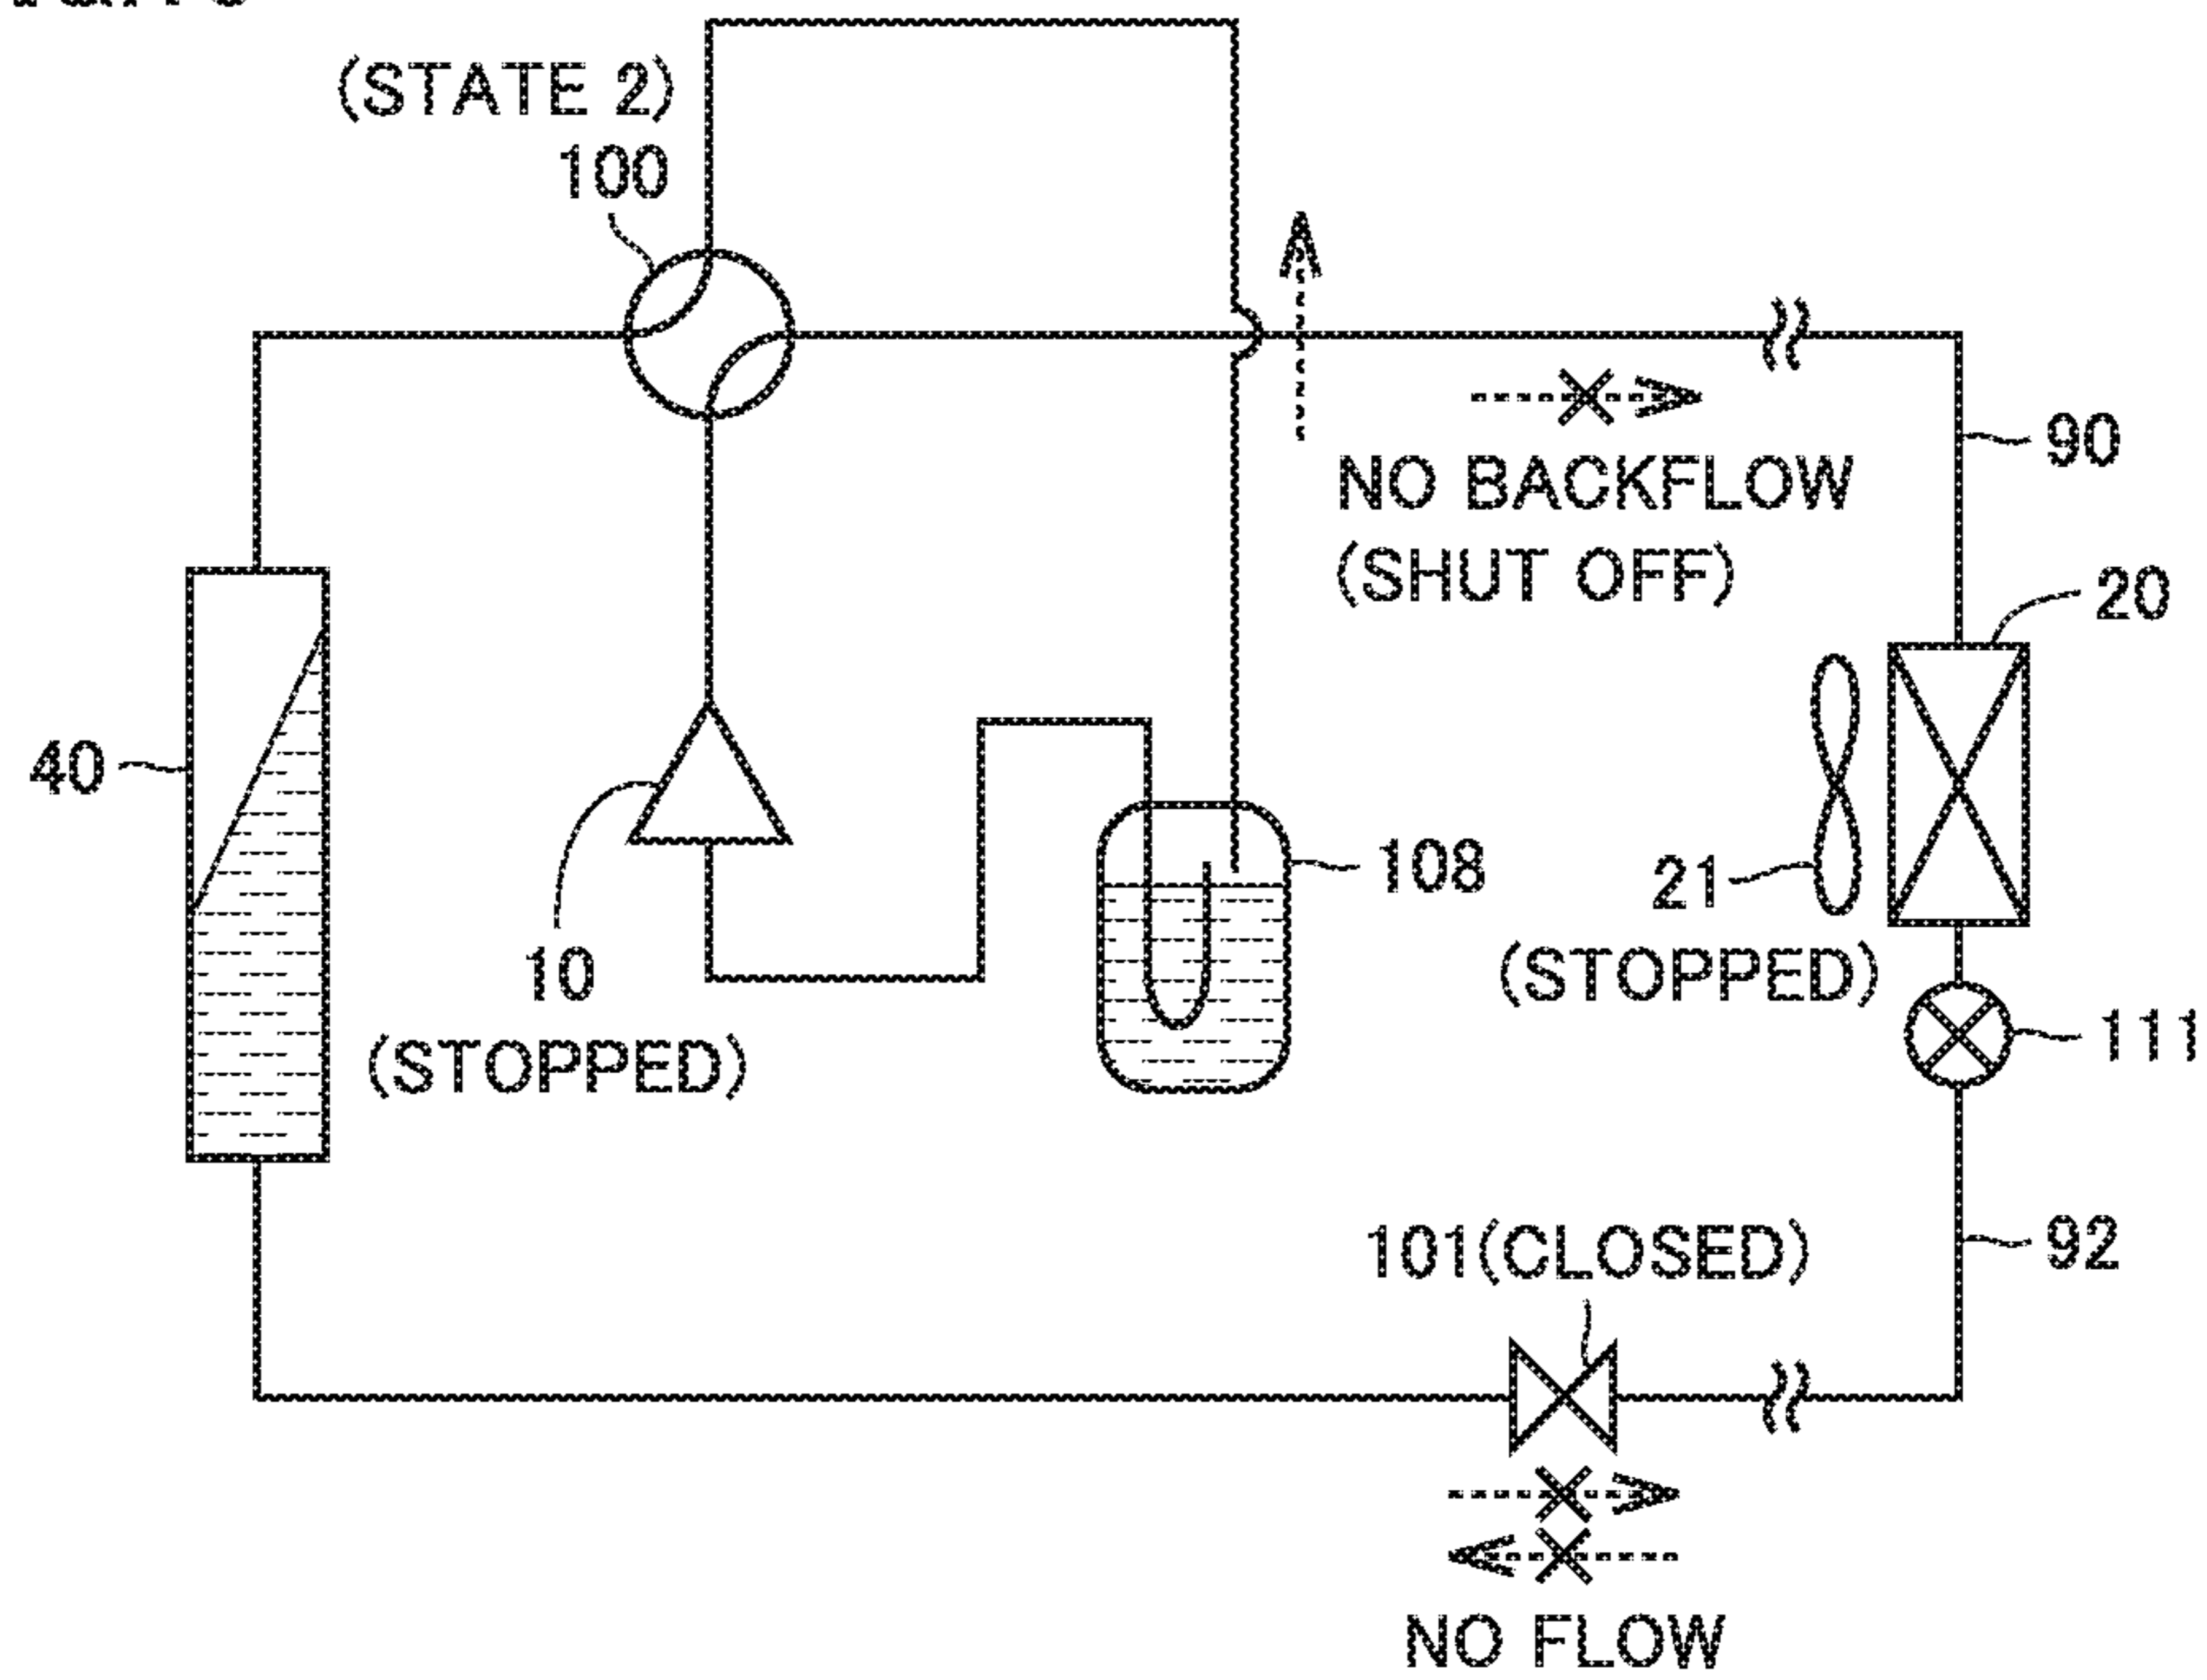 (STATE 2)
100
NO BACKFLOW
(SHUT OFF)
90
20
40
108
21
(STOPPED)
10
(STOPPED)
111
101(CLOSED)
92
NO FLOW